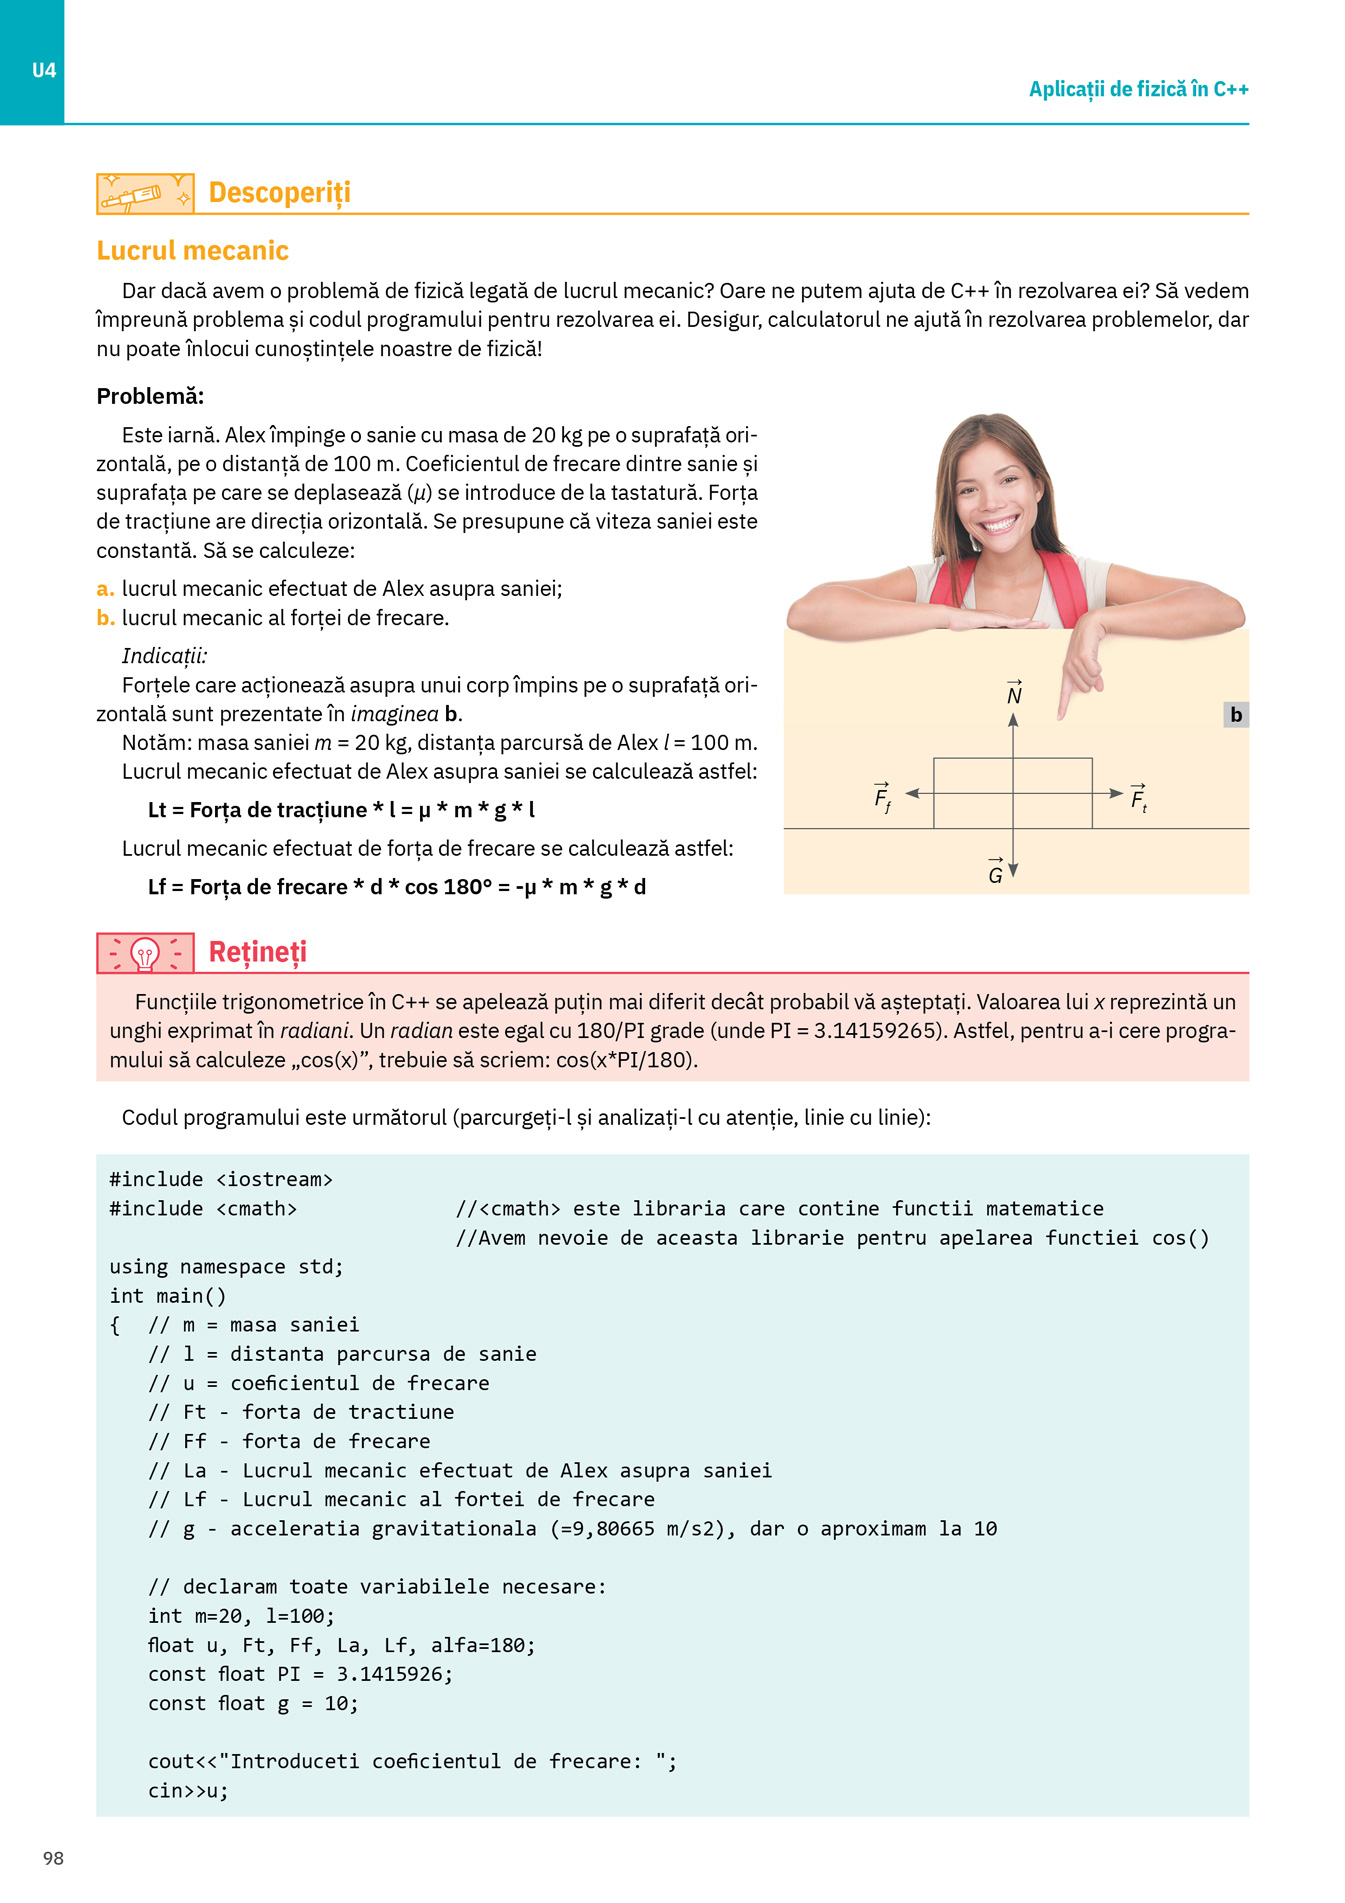 U4
Aplicații de fizică în C++
Descoperiți
Lucrul mecanic
Dar dacă avem o problemă de fizică legată de lucrul mecanic? Oare ne putem ajuta de C++ în rezolvarea ei? Să vedem
împreună problema și codul programului pentru rezolvarea ei. Desigur, calculatorul ne ajută în rezolvarea problemelor, dar
nu poate înlocui cunoștințele noastre de fizică!
Problemă:
Este iarnă. Alex împinge o sanie cu masa de 20 kg pe o suprafață ori-
zontală, pe o distanță de 100 m. Coeficientul de frecare dintre sanie și
suprafața pe care se deplasează (μ) se introduce de la tastatură. Forța
de tracțiune are direcția orizontală. Se presupune că viteza saniei este
constantă. Să se calculeze:
a. lucrul mecanic efectuat de Alex asupra saniei;
b. lucrul mecanic al forței de frecare.
Indicații:
Forțele care acționează asupra unui corp împins pe o suprafață ori-
zontală sunt prezentate în imaginea b.
Notăm: masa saniei m = 20 kg, distanța parcursă de Alex l = 100 m.
Lucrul mecanic efectuat de Alex asupra saniei se calculează astfel:
Lt = Forța de tracțiune * l = μ * m * g * l
Lucrul mecanic efectuat de forța de frecare se calculează astfel:
Lf = Forța de frecare * d * cos 180° = -μ * m * g * d
N
b
Ff
Ft
G
Rețineți
Funcțiile trigonometrice în C++ se apelează puțin mai diferit decât probabil vă așteptați. Valoarea lui x reprezintă un
unghi exprimat în radiani. Un radian este egal cu 180/PI grade (unde PI = 3.14159265). Astfel, pentru a-i cere progra-
mului să calculeze „cos(x)”, trebuie să scriem: cos(x*PI/180).
Codul programului este următorul (parcurgeți-l și analizați-l cu atenție, linie cu linie):
#include <iostream>
#include <cmath> //<cmath> este libraria care contine functii matematice
//Avem nevoie de aceasta librarie pentru apelarea functiei cos()
using namespace std;
int main()
{ // m = masa saniei
// l = distanta parcursa de sanie
// u = coeficientul de frecare
// Ft - forta de tractiune
// Ff - forta de frecare
// La - Lucrul mecanic efectuat de Alex asupra saniei
// Lf - Lucrul mecanic al fortei de frecare
// g - acceleratia gravitationala (=9,80665 m/s2), dar o aproximam la 10
// declaram toate variabilele necesare:
int m=20, l=100;
float u, Ft, Ff, La, Lf, alfa=180;
const float PI = 3.1415926;
const float g = 10;
cout<<"Introduceti coeficientul de frecare: ";
cin>>u;
98